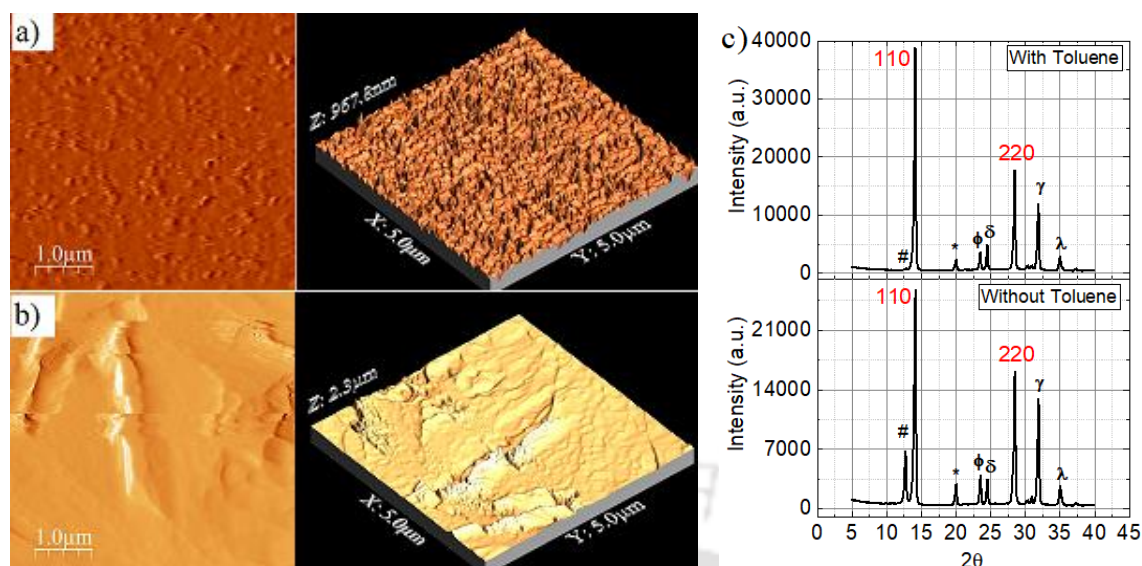 a)
1.0µm
Z: 967.8nm
X: 5.0µm
Y: 5.0µm
b)
1.0µm
Z: 2.3µm
X: 5.0µm
Y: 5.0µm
c)
With Toluene
Intensity (a.u.)
40000
30000
20000
10000
0
110
220
#
*
ϕ
δ
γ
λ
Without Toluene
Intensity (a.u.)
21000
14000
7000
0
110
220
#
*
ϕ
δ
γ
λ
0 5 10 15 20 25 30 35 40 45
2θ